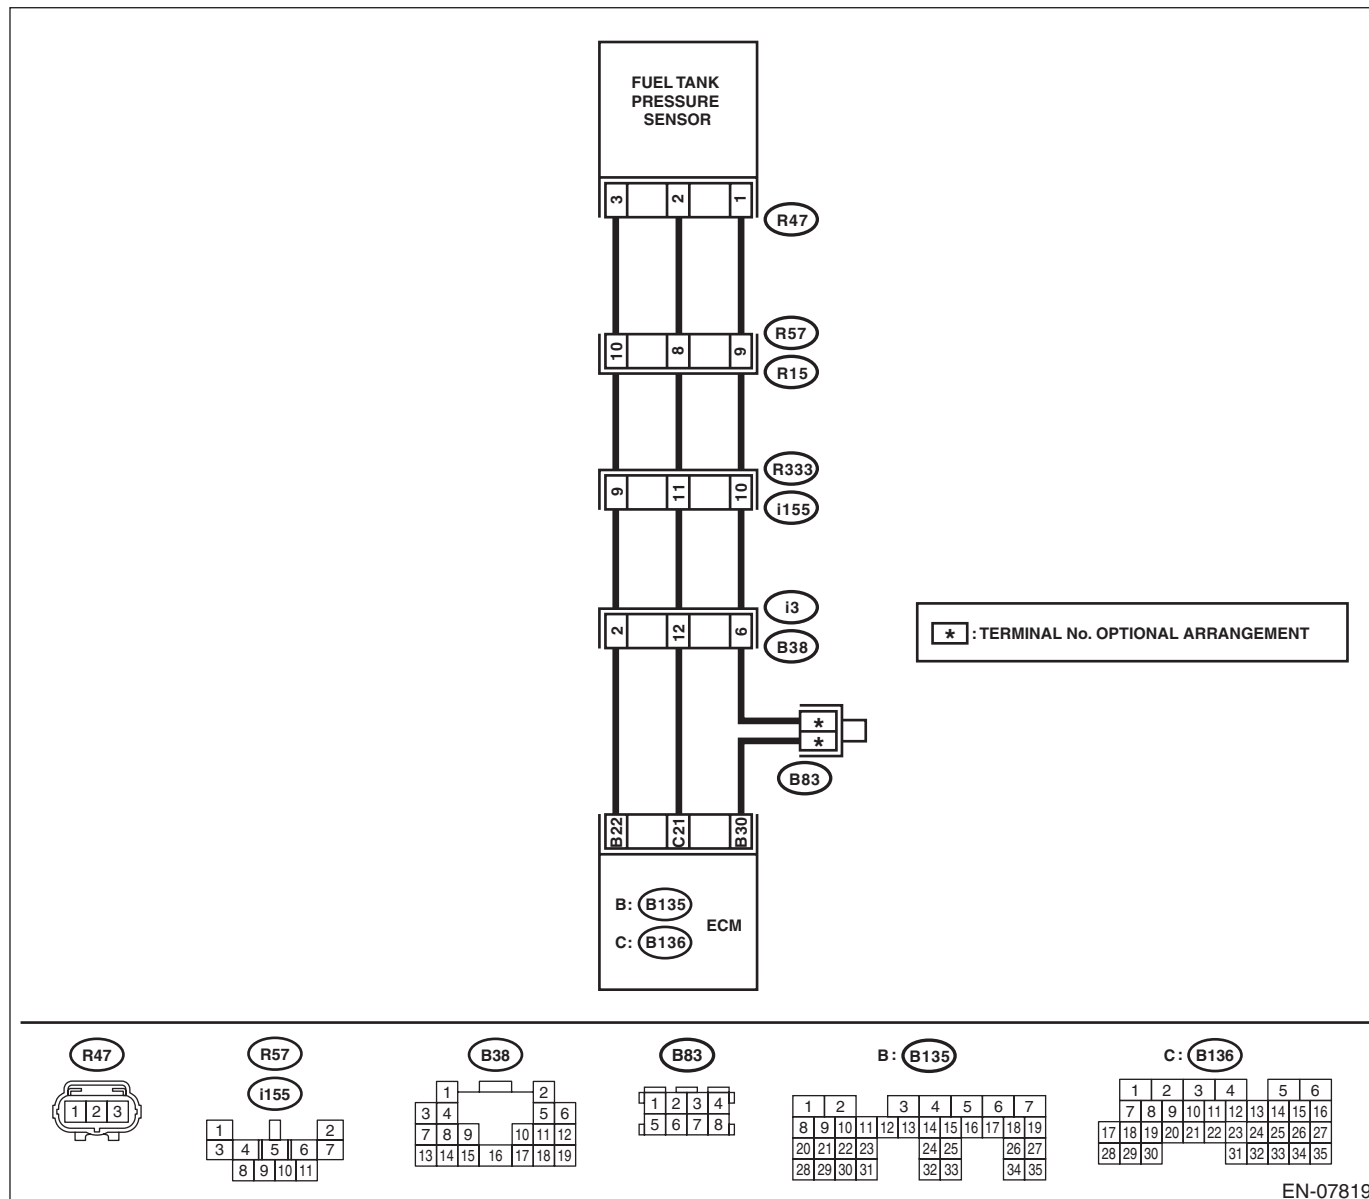 FUEL TANK
PRESSURE
SENSOR
3 2 1
R47
10 8 9
R57
R15
9 11 10
R333
i155
2 12 6
i3
B38
* : TERMINAL No. OPTIONAL ARRANGEMENT
*
*
B83
B22 C21 B30
B: B135
C: B136
ECM
R47
1 2 3
R57
i155
1 2
3 4 5 6 7
8 9 10 11
B38
1 2
3 4 5 6
7 8 9 10 11 12
13 14 15 16 17 18 19
B83
1 2 3 4
5 6 7 8
B: B135
1 2 3 4 5 6 7
8 9 10 11 12 13 14 15 16 17 18 19
20 21 22 23 24 25 26 27
28 29 30 31 32 33 34 35
C: B136
1 2 3 4 5 6
7 8 9 10 11 12 13 14 15 16
17 18 19 20 21 22 23 24 25 26 27
28 29 30 31 32 33 34 35
EN-07819